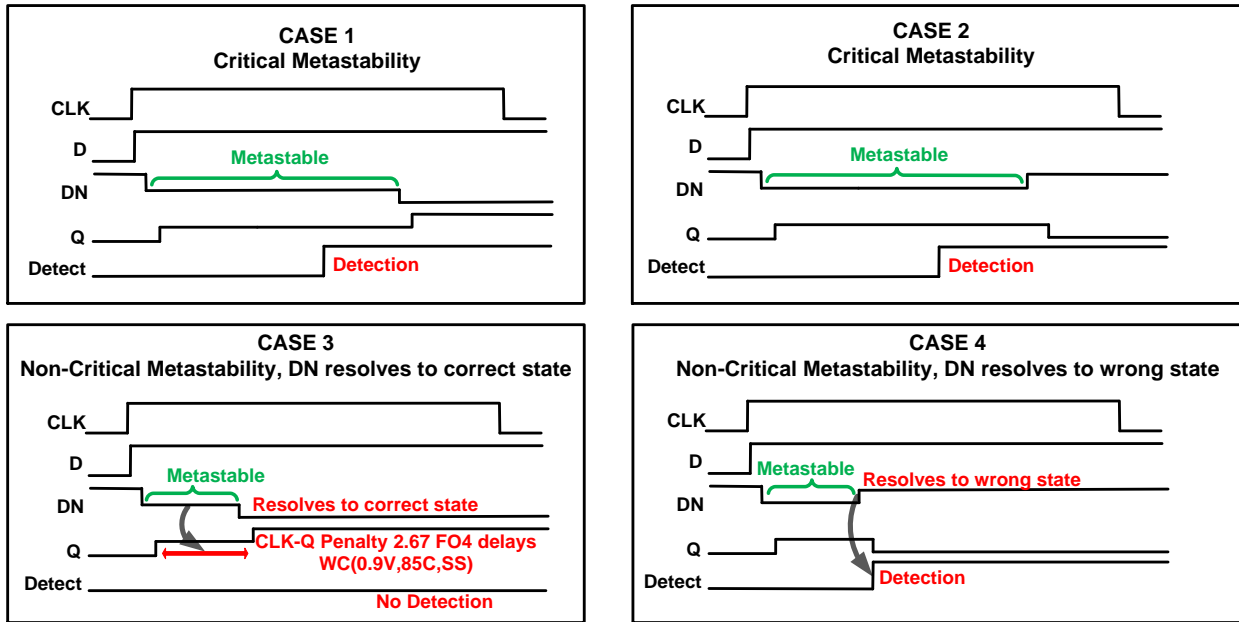 CASE 1
Critical Metastability
CLK
D
Metastable
DN
Q
Detect
Detection
CASE 2
Critical Metastability
CLK
D
Metastable
DN
Q
Detect
Detection
CASE 3
Non-Critical Metastability, DN resolves to correct state
CLK
D
Metastable
DN
Resolves to correct state
Q
CLK-Q Penalty 2.67 FO4 delays
WC(0.9V,85C,SS)
Detect
No Detection
CASE 4
Non-Critical Metastability, DN resolves to wrong state
CLK
D
Metastable
DN
Resolves to wrong state
Q
Detect
Detection